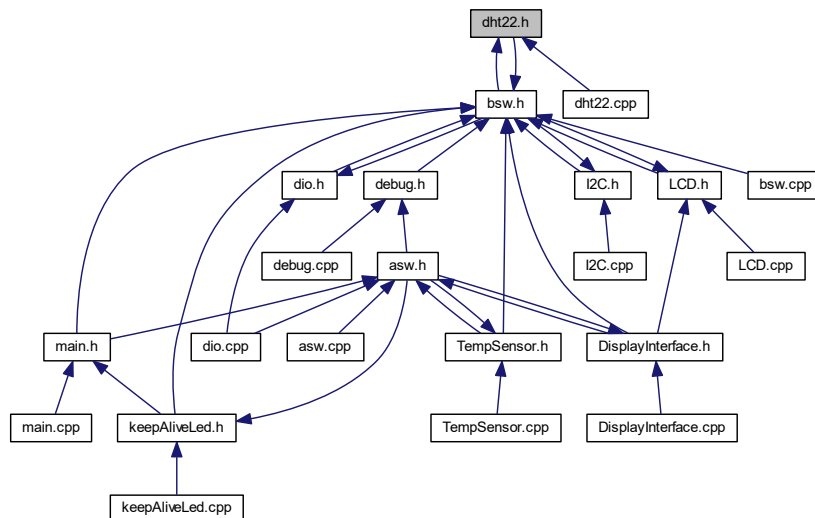 dht22.h
bsw.h
dht22.cpp
dio.h
debug.h
I2C.h
LCD.h
bsw.cpp
debug.cpp
asw.h
I2C.cpp
LCD.cpp
main.h
dio.cpp
asw.cpp
TempSensor.h
DisplayInterface.h
main.cpp
keepAliveLed.h
TempSensor.cpp
DisplayInterface.cpp
keepAliveLed.cpp